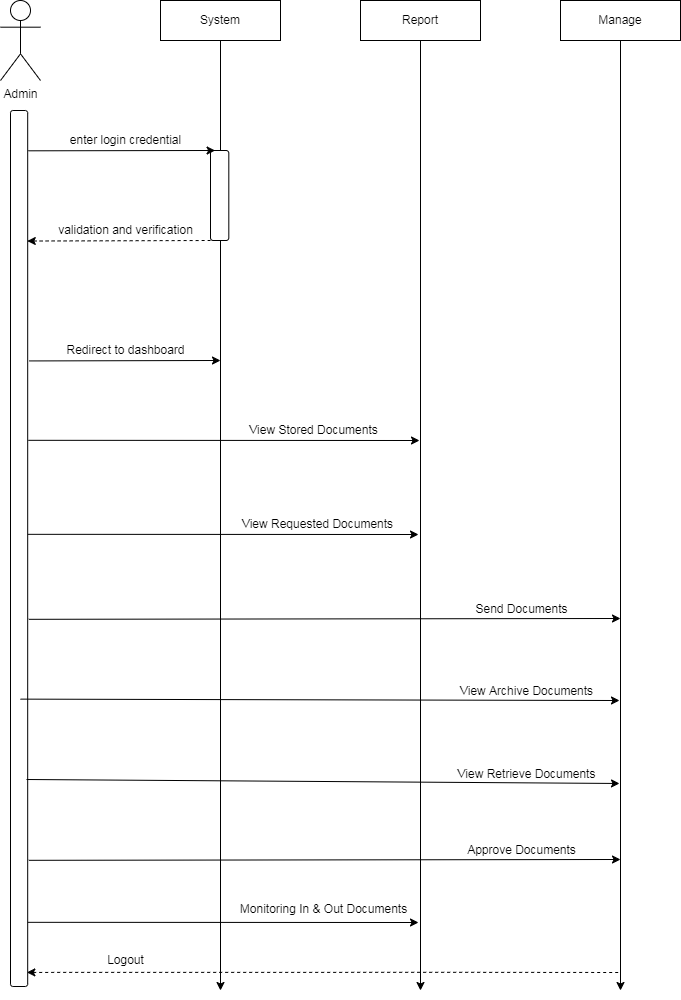 System
Report
Manage
Admin
enter login credential
validation and verification
Redirect to dashboard
View Stored Documents
View Requested Documents
Send Documents
View Archive Documents
View Retrieve Documents
Approve Documents
Monitoring In & Out Documents
Logout